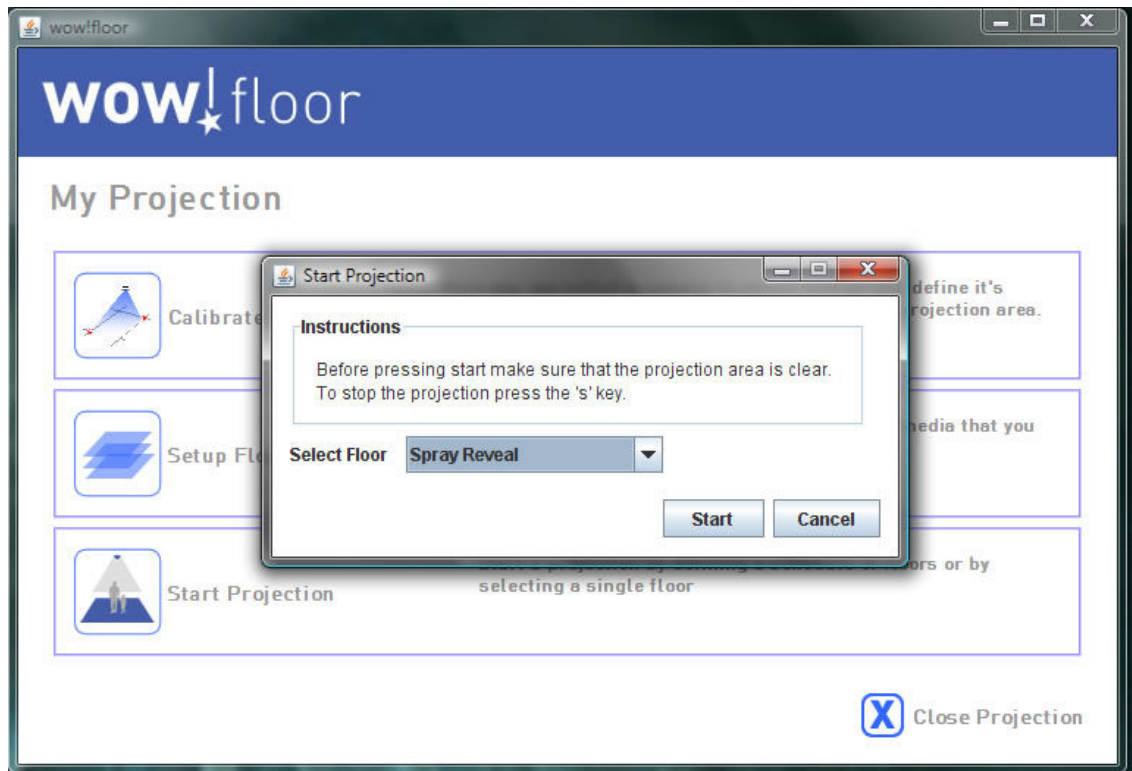 wow!floor
wow! floor
My Projection
Start Projection
define it's
Calibrate
rojection area.
Instructions
Before pressing start make sure that the projection area is clear.
To stop the projection press the 's' key.
nedia that you
Setup Flo
Select Floor Spray Reveal
Start Cancel
ors or by
Start Projection
selecting a single floor
X Close Projection